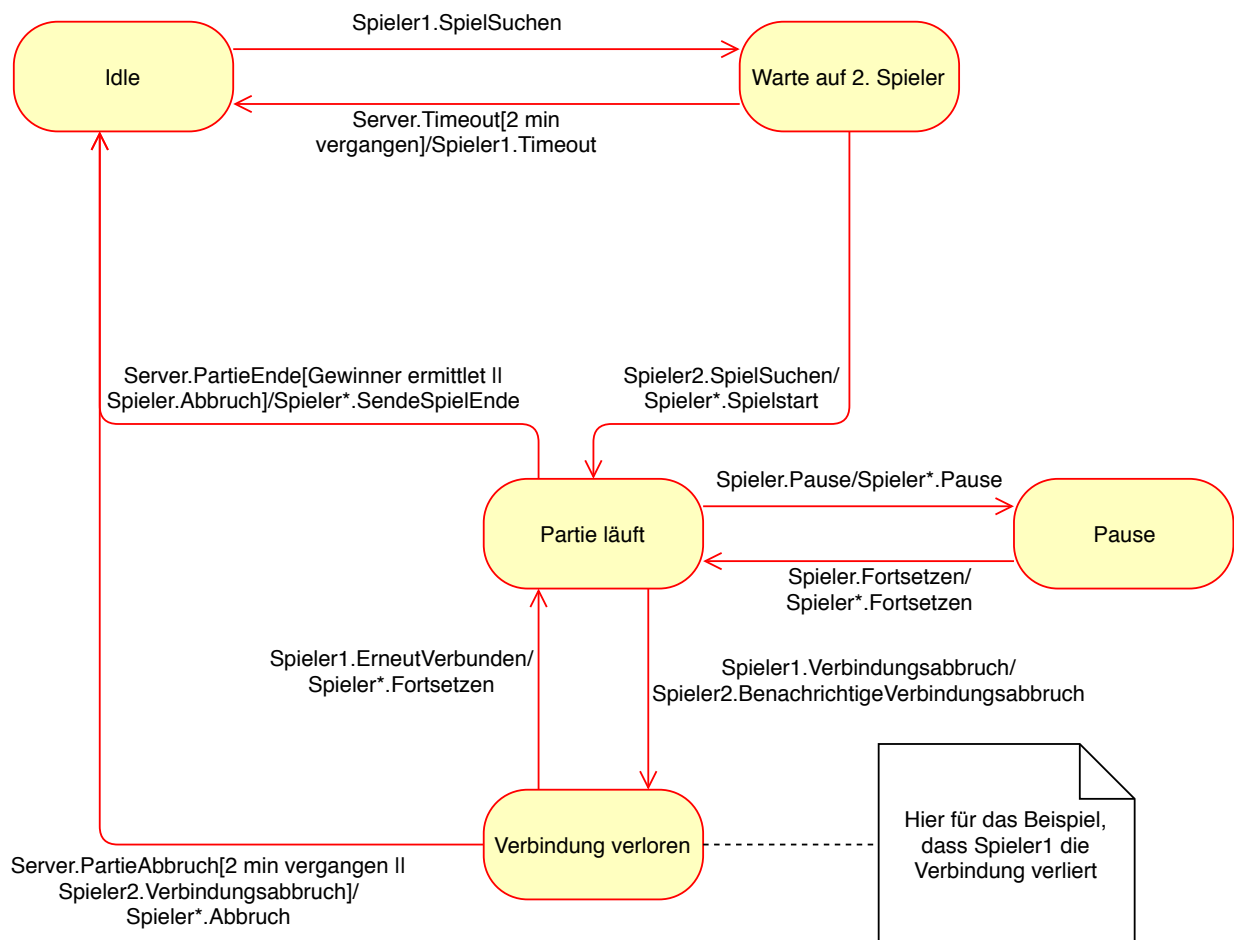 Spieler1.SpielSuchen
Idle
Warte auf 2. Spieler
Server.Timeout[2 min
vergangen]/Spieler1.Timeout
Server.PartieEnde[Gewinner ermittlet ||
Spieler.Abbruch]/Spieler*.SendeSpielEnde
Spieler2.SpielSuchen/
Spieler*.Spielstart
Spieler.Pause/Spieler*.Pause
Partie läuft
Pause
Spieler.Fortsetzen/
Spieler*.Fortsetzen
Spieler1.ErneutVerbunden/
Spieler*.Fortsetzen
Spieler1.Verbindungsabbruch/
Spieler2.BenachrichtigeVerbindungsabbruch
Verbindung verloren
Hier für das Beispiel,
dass Spieler1 die
Verbindung verliert
Server.PartieAbbruch[2 min vergangen ||
Spieler2.Verbindungsabbruch]/
Spieler*.Abbruch